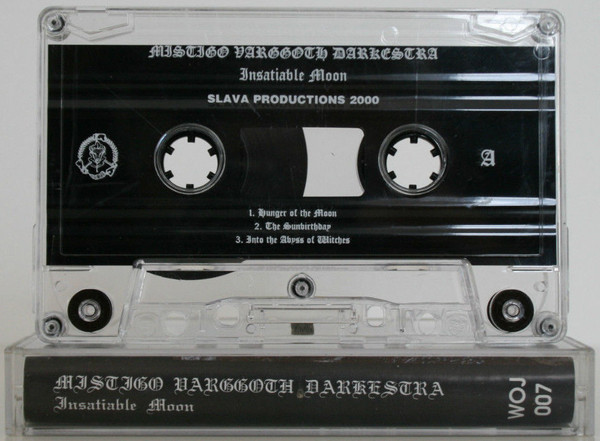 MISTIGO VARGGOTH DARKESTRA
Insatiable Moon
SLAVA PRODUCTIONS 2000
A
1. Hunger of the Moon
2. The Sunbirthday
3. Into the Abyss of Witches
MISTIGO VARGGOTH DARKESTRA
Insatiable Moon
WOJ
007